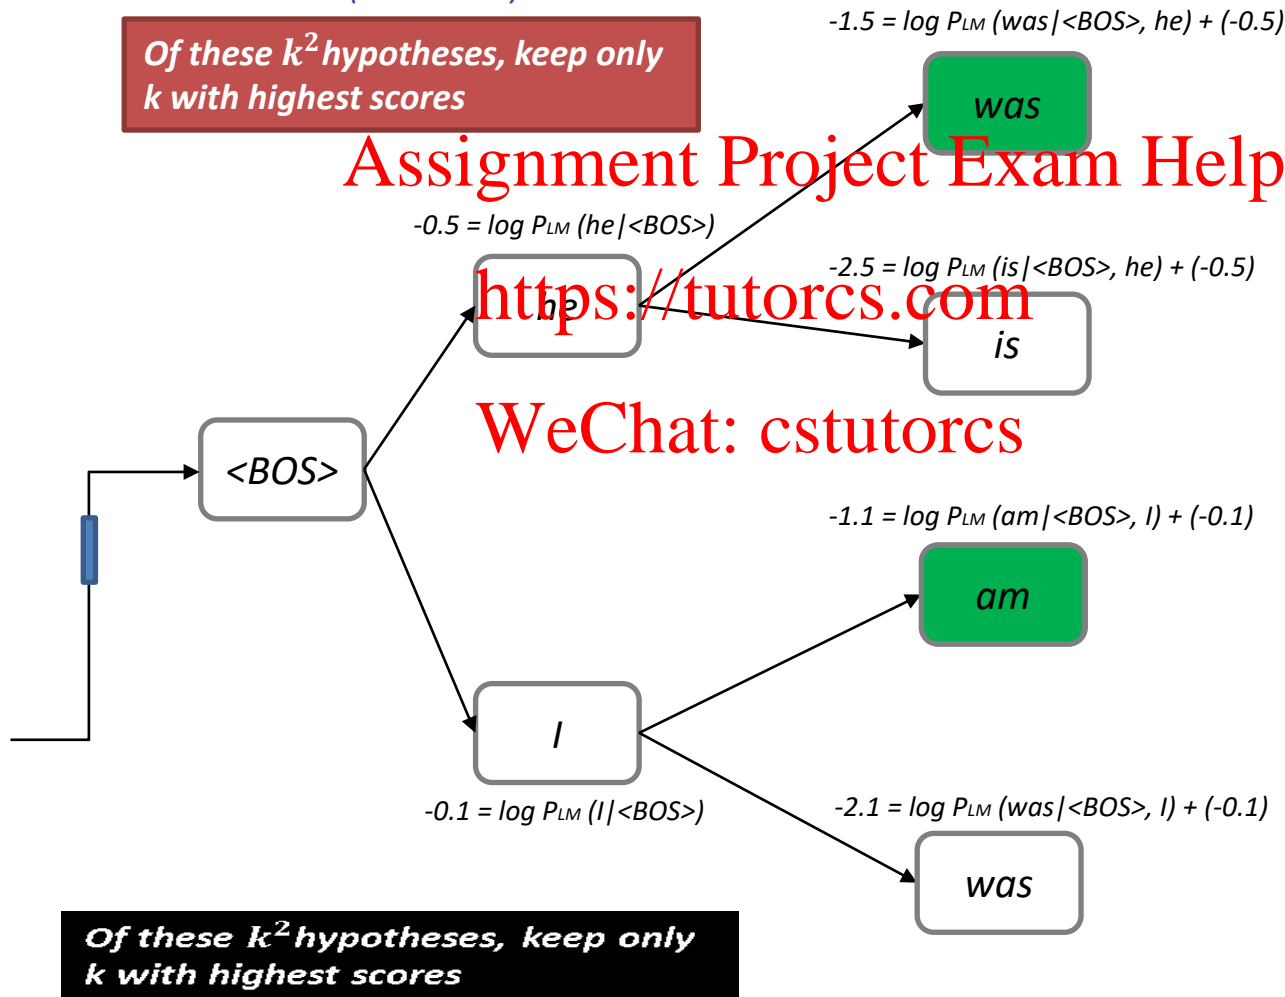 -1.5 = log PLM (was|<BOS>, he) + (-0.5)
Of these k² hypotheses, keep only
k with highest scores
was
Assignment Project Exam Help
-0.5 = log PLM (he|<BOS>)
-2.5 = log PLM (is|<BOS>, he) + (-0.5)
he
https://tutorcs.com
is
WeChat: cstutorcs
<BOS>
-1.1 = log PLM (am|<BOS>, I) + (-0.1)
am
I
-0.1 = log PLM (I|<BOS>)
-2.1 = log PLM (was|<BOS>, I) + (-0.1)
was
Of these k² hypotheses, keep only
k with highest scores